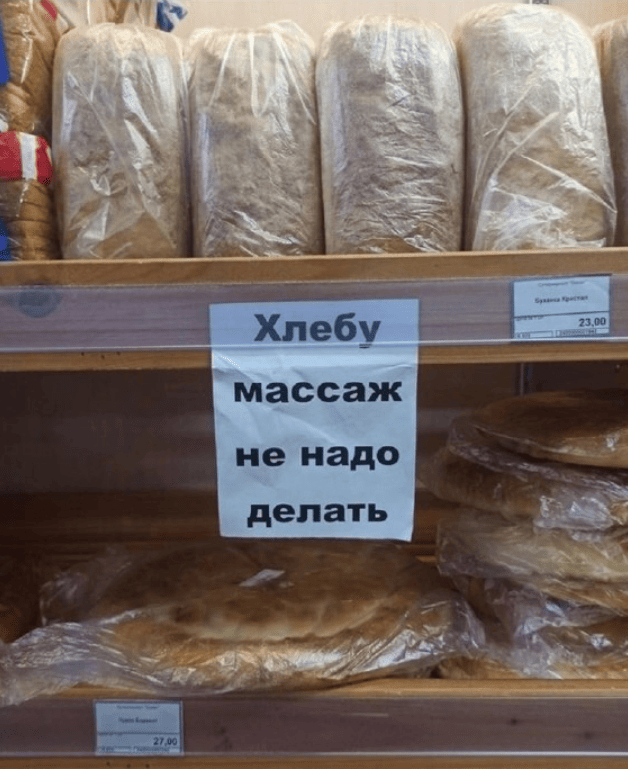 Хлебу
массаж
не надо
делать
23,00
27,00